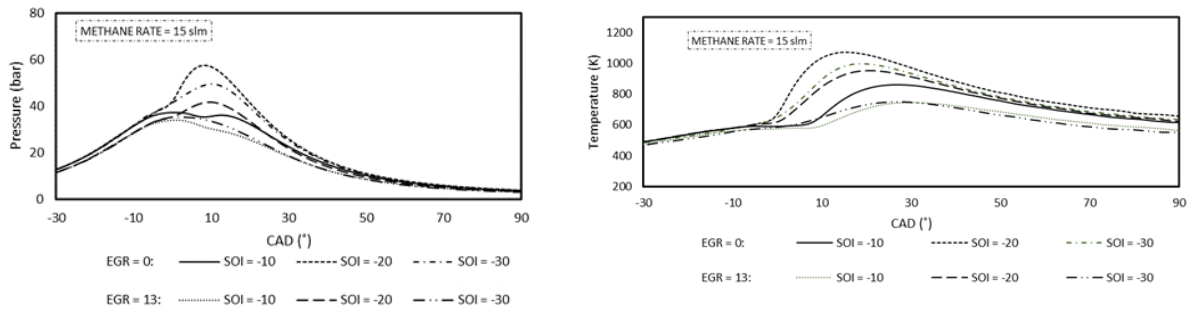 METHANE RATE = 15 slm
Pressure (bar)
80
60
40
20
0
-30 -10 10 30 50 70 90
CAD (˚)
EGR = 0: SOI = -10 SOI = -20 SOI = -30
EGR = 13: SOI = -10 SOI = -20 SOI = -30
METHANE RATE = 15 slm
Temperature (K)
1200
1000
800
600
400
200
-30 -10 10 30 50 70 90
CAD (˚)
EGR = 0: SOI = -10 SOI = -20 SOI = -30
EGR = 13: SOI = -10 SOI = -20 SOI = -30